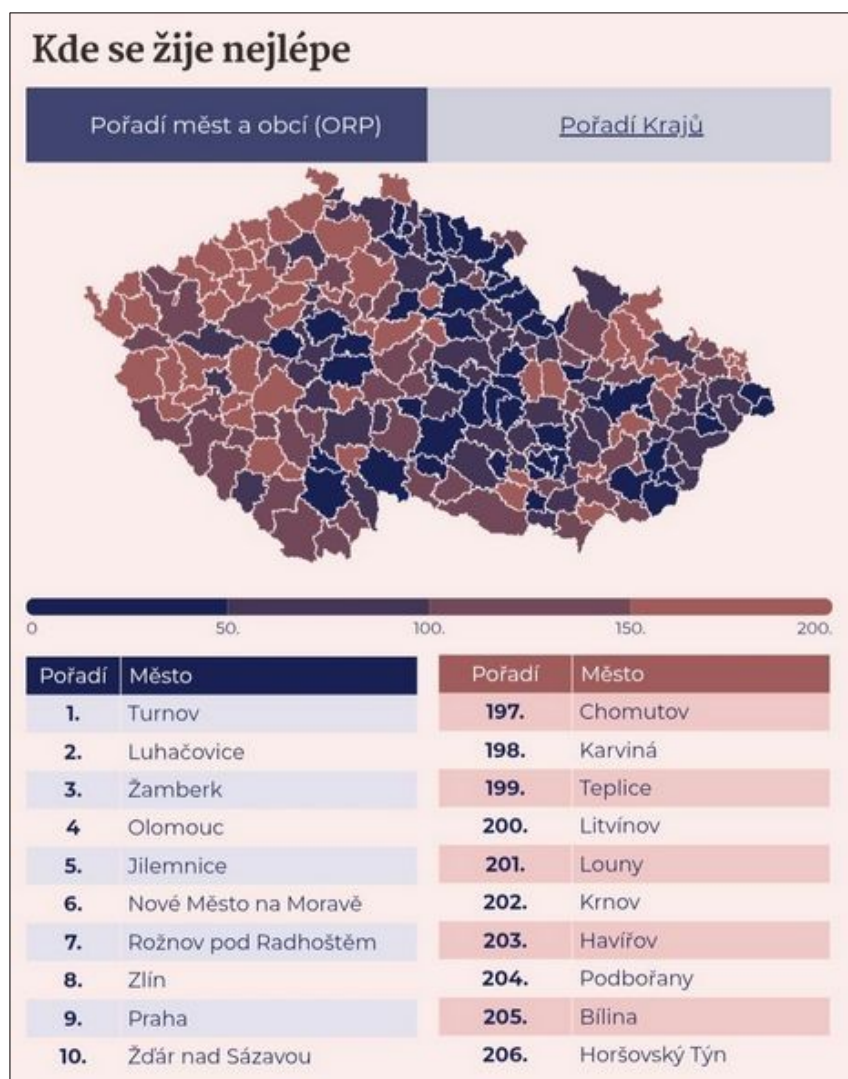 Kde se žije nejlépe
Pořadí měst a obcí (ORP)
Pořadí Krajů
0 50. 100. 150. 200.
Pořadí Město
1. Turnov
2. Luhačovice
3. Žamberk
4 Olomouc
5. Jilemnice
6. Nové Město na Moravě
7. Rožnov pod Radhoštěm
8. Zlín
9. Praha
10. Žďár nad Sázavou
Pořadí Město
197. Chomutov
198. Karviná
199. Teplice
200. Litvínov
201. Louny
202. Krnov
203. Havířov
204. Podbořany
205. Bílina
206. Horšovský Týn